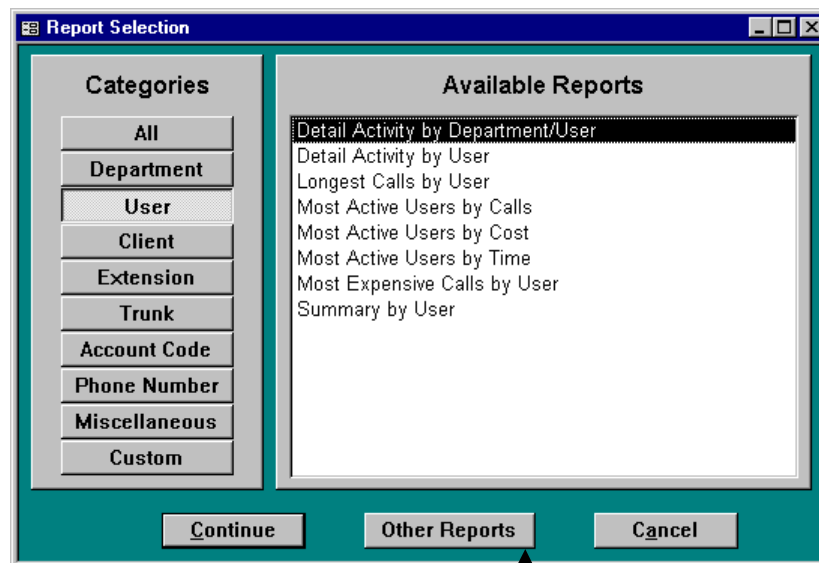 Report Selection
Categories
All
Department
User
Client
Extension
Trunk
Account Code
Phone Number
Miscellaneous
Custom
Available Reports
Detail Activity by Department/User
Detail Activity by User
Longest Calls by User
Most Active Users by Calls
Most Active Users by Cost
Most Active Users by Time
Most Expensive Calls by User
Summary by User
Continue
Other Reports
Cancel